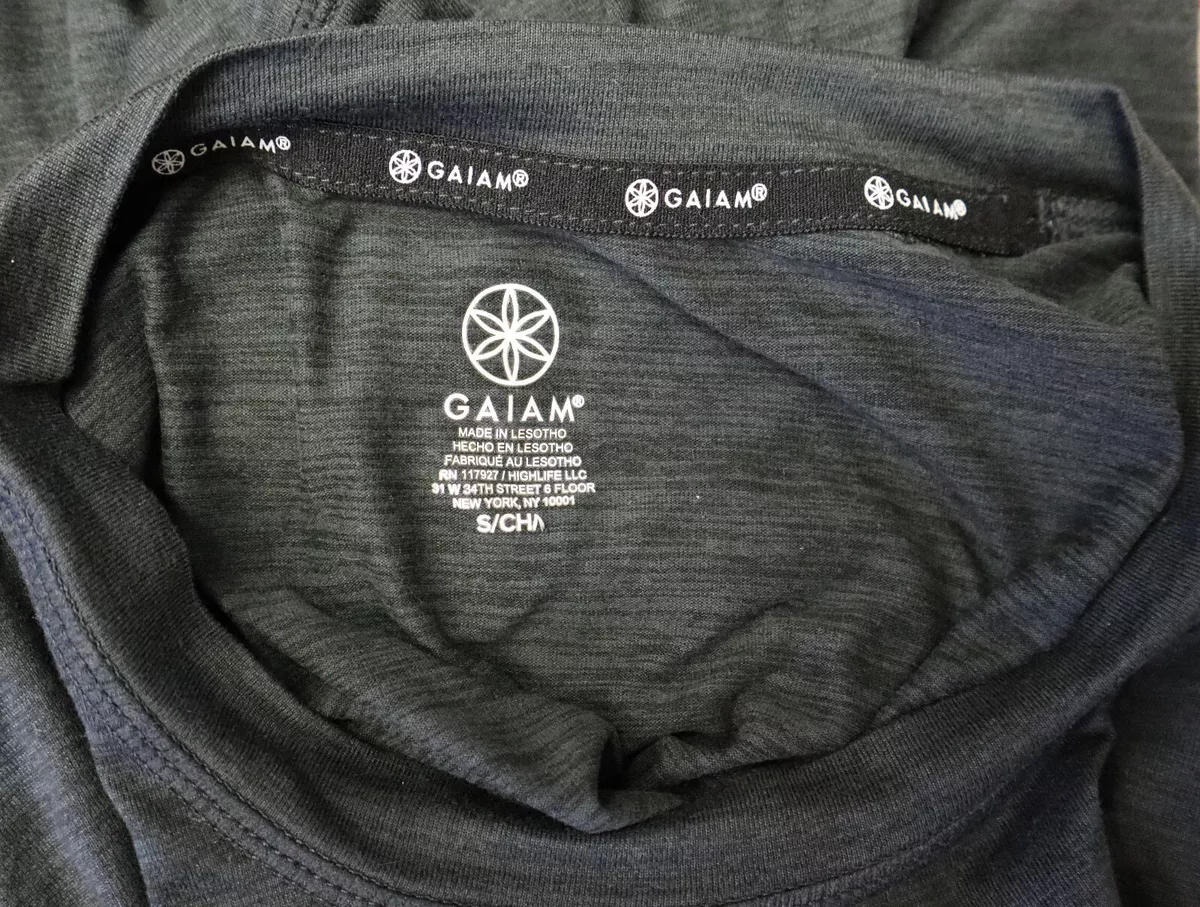 GAIAM®
GAIAM®
GAIAM®
GAIAM®
GAIAM®
MADE IN LESOTHO
HECHO EN LESOTHO
FABRIQUÉ AU LESOTHO
RN 117927 / HIGHLIFE LLC
31 W 34TH STREET 6 FLOOR
NEW YORK, NY 10001
S/CH